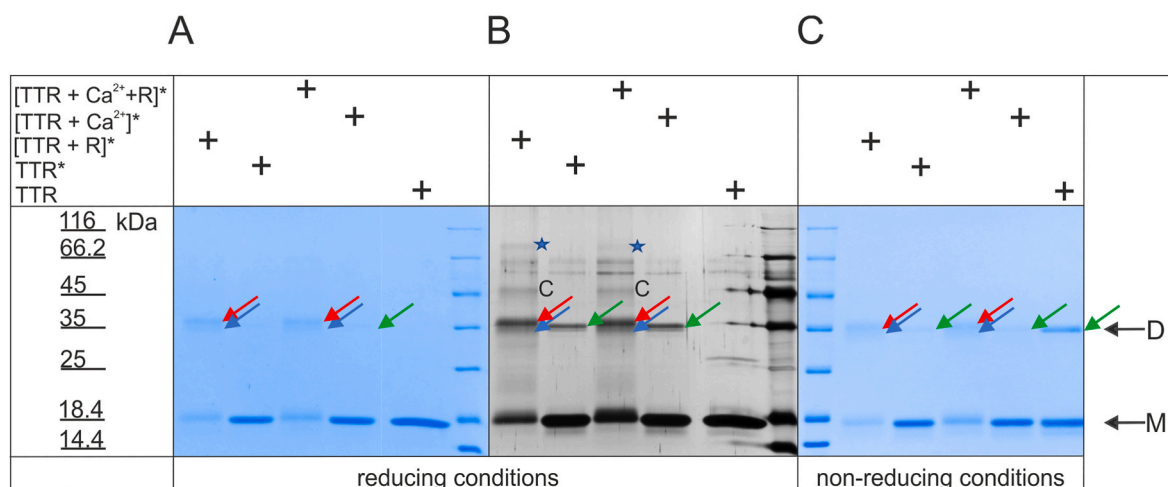 A B C
[TTR + Ca²⁺+R]* + + +
[TTR + Ca²⁺]* + + +
[TTR + R]* + + +
TTR* + + +
TTR + + +
116 kDa
66.2
45 C C
35 D
25
18.4 M
14.4
reducing conditions non-reducing conditions